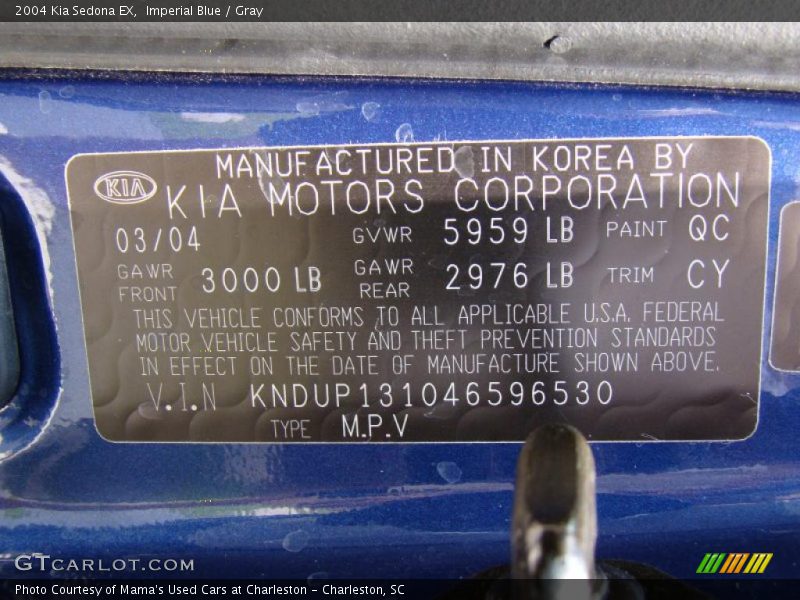 2004 Kia Sedona EX, Imperial Blue / Gray
MANUFACTURED IN KOREA BY
KIA KIA MOTORS CORPORATION
03/04 GVWR 5959 LB PAINT QC
GAWR FRONT 3000 LB GAWR REAR 2976 LB TRIM CY
THIS VEHICLE CONFORMS TO ALL APPLICABLE U.S.A. FEDERAL
MOTOR VEHICLE SAFETY AND THEFT PREVENTION STANDARDS
IN EFFECT ON THE DATE OF MANUFACTURE SHOWN ABOVE.
V.I.N KNDUP131046596530
TYPE M.P.V
GTCARLOT.COM
Photo Courtesy of Mama's Used Cars at Charleston - Charleston, SC